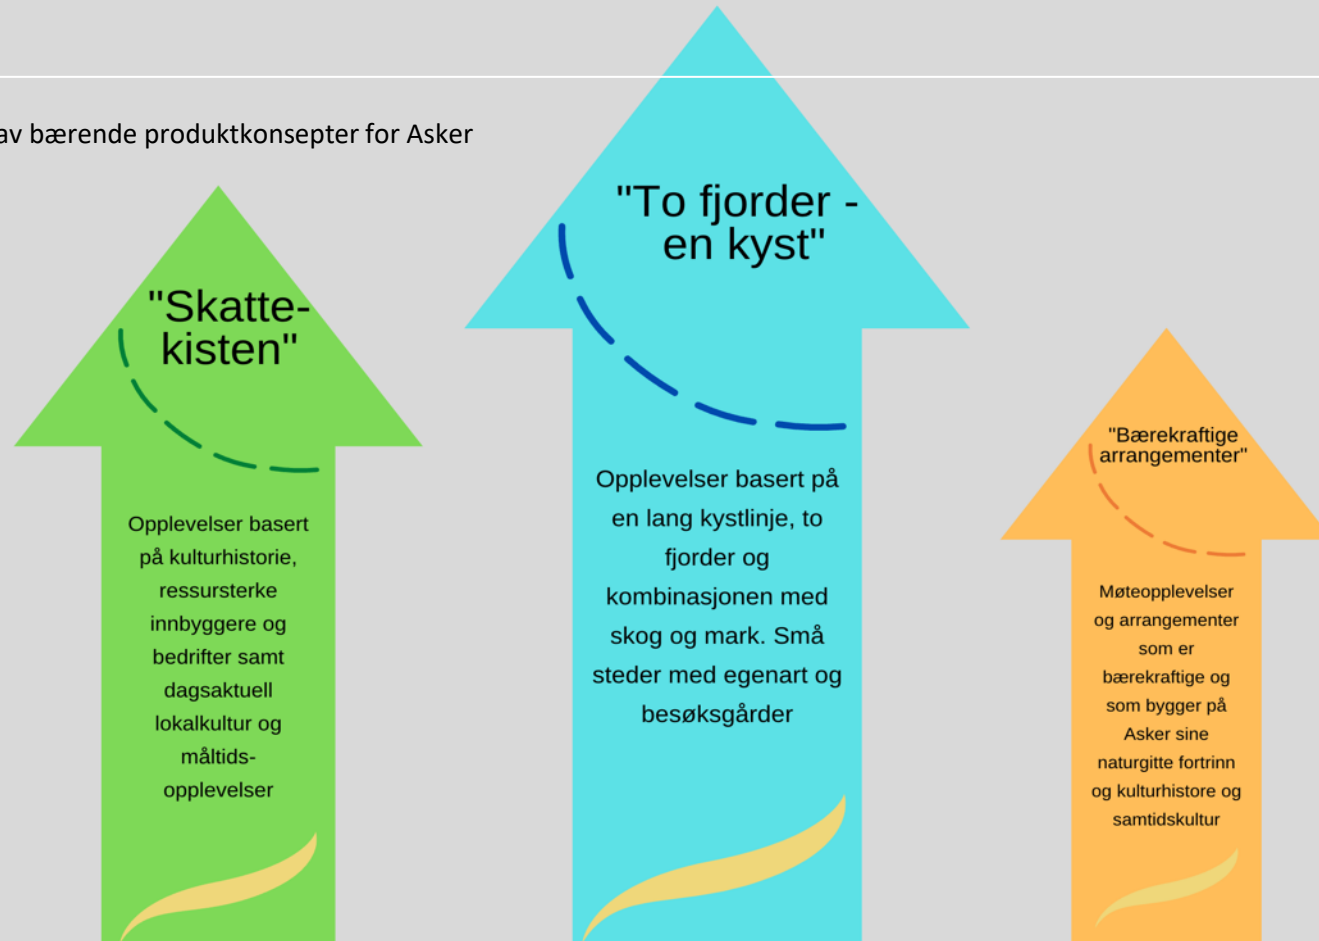 av bærende produktkonsepter for Asker
"Skatte-
kisten"
Opplevelser basert
på kulturhistorie,
ressursterke
innbyggere og
bedrifter samt
dagsaktuell
lokalkultur og
måltids-
opplevelser
"To fjorder -
en kyst"
Opplevelser basert på
en lang kystlinje, to
fjorder og
kombinasjonen med
skog og mark. Små
steder med egenart og
besøksgårder
"Bærekraftige
arrangementer"
Møteopplevelser
og arrangementer
som er
bærekraftige og
som bygger på
Asker sine
naturgitte fortrinn
og kulturhistore og
samtidskultur